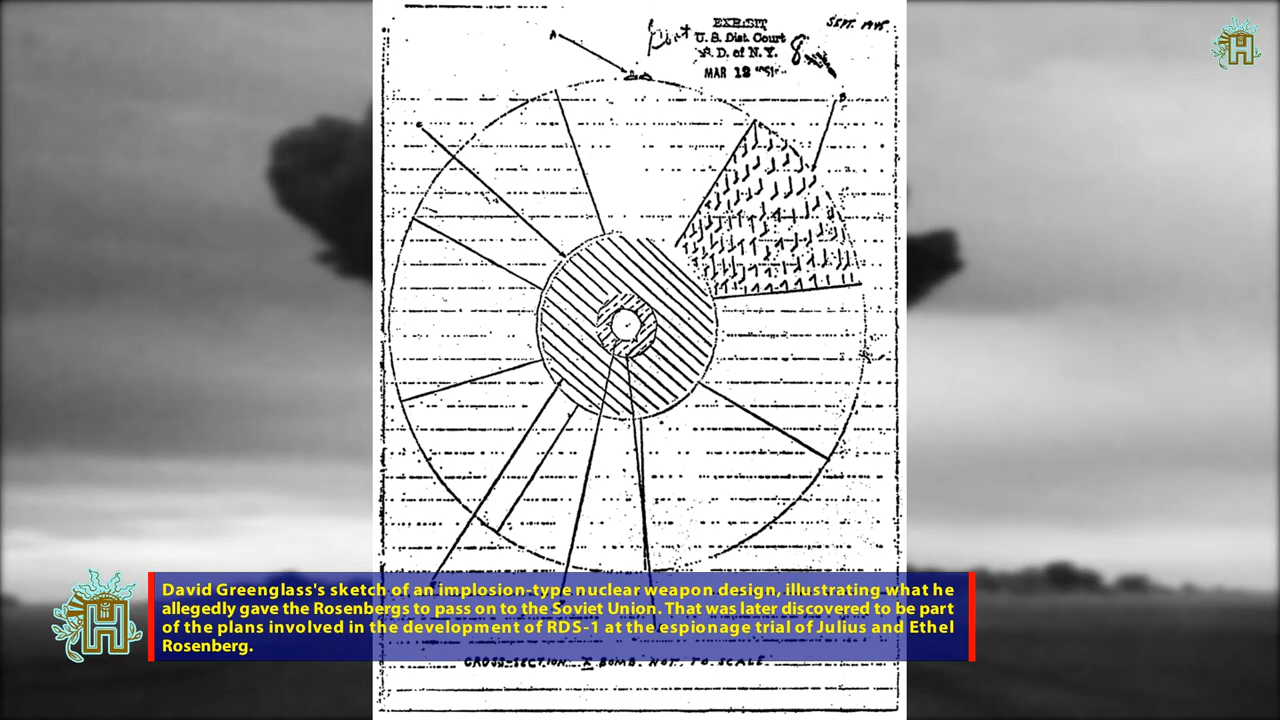 A
EXHIBIT
SEPT. 1945
U. S. Dist. Court
S. D. of N. Y.
8
MAR 12 1951
B
C
David Greenglass's sketch of an implosion-type nuclear weapon design, illustrating what he
allegedly gave the Rosenbergs to pass on to the Soviet Union. That was later discovered to be part
of the plans involved in the development of RDS-1 at the espionage trial of Julius and Ethel
Rosenberg.
CROSS-SECTION X BOMB. NOT TO SCALE
H
H